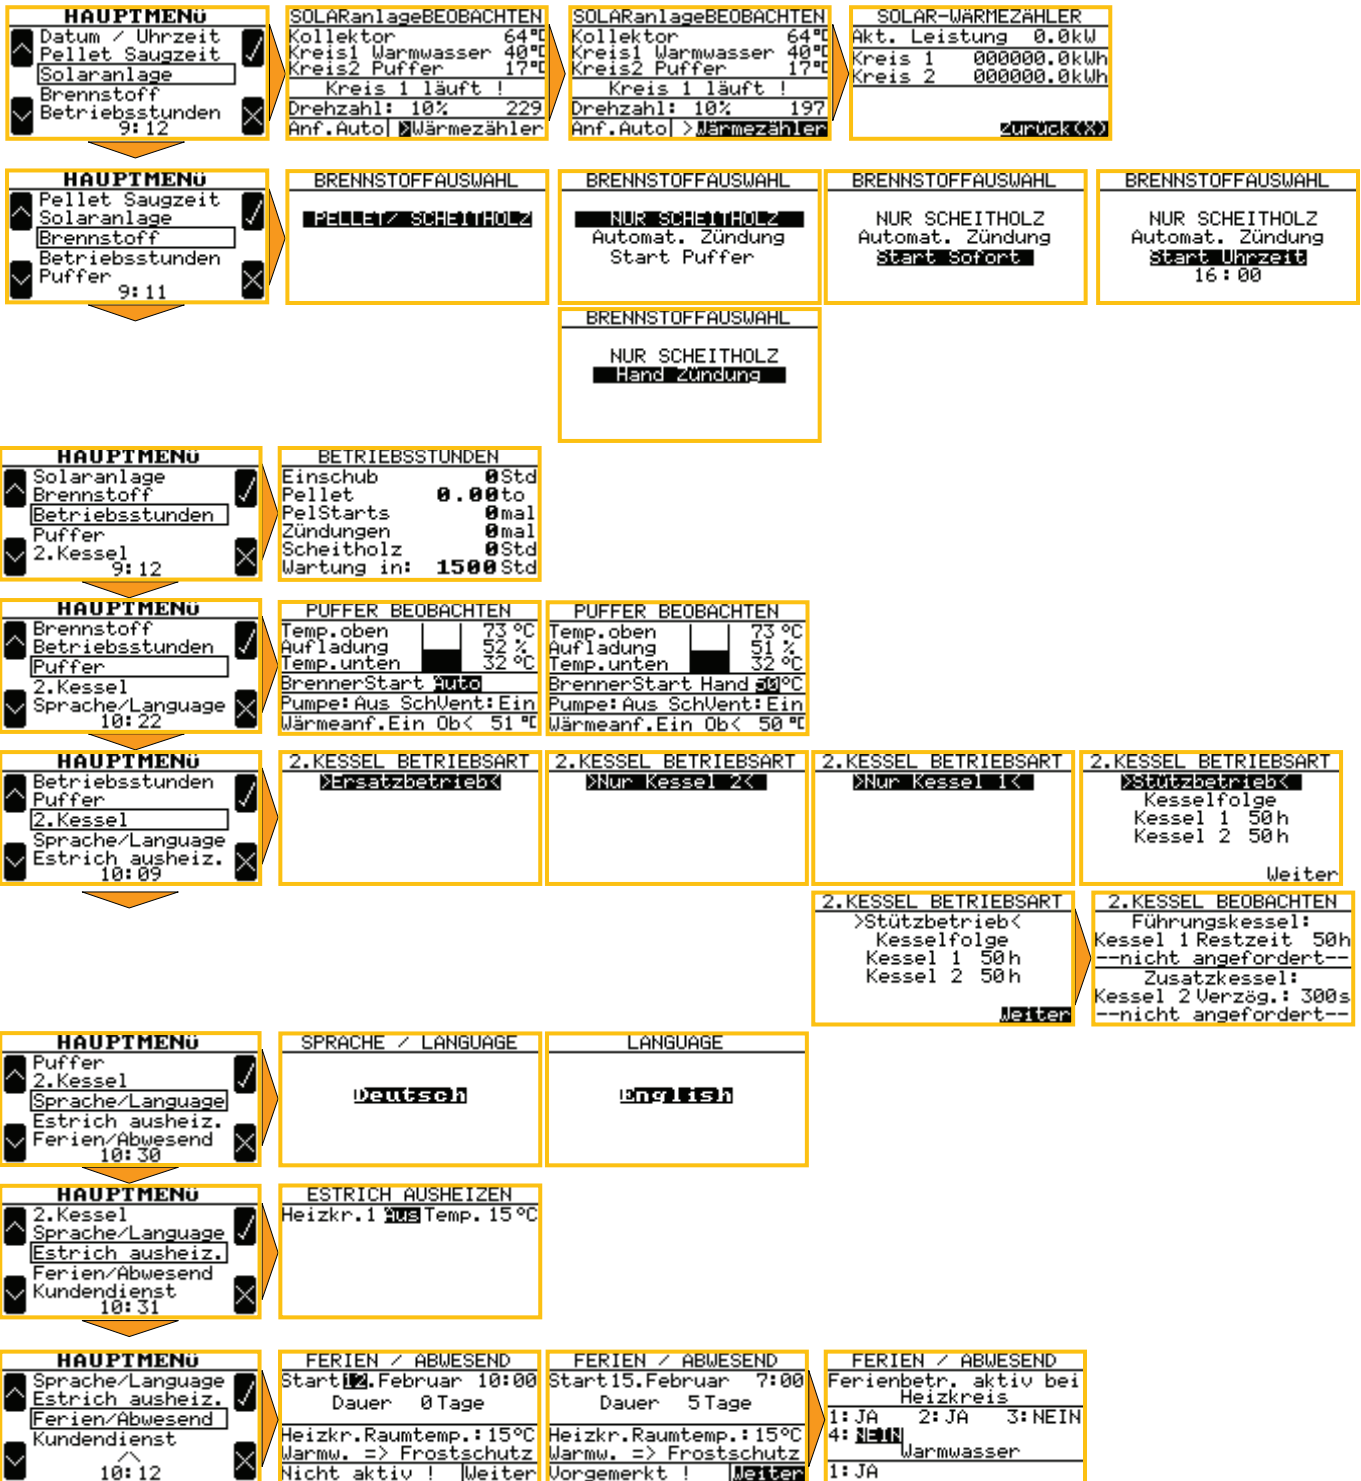 HAUPTMENü
Datum / Uhrzeit
Pellet Saugzeit
Solaranlage
Brennstoff
Betriebsstunden
9:12
SOLARanlageBEOBACHTEN
Kollektor 64°C
Kreis1 Warmwasser 40°C
Kreis2 Puffer 17°C
Kreis 1 läuft !
Drehzahl: 10% 229
Anf.Auto| >Wärmezähler
SOLARanlageBEOBACHTEN
Kollektor 64°C
Kreis1 Warmwasser 40°C
Kreis2 Puffer 17°C
Kreis 1 läuft !
Drehzahl: 10% 197
Anf.Auto| >Wärmezähler
SOLAR-WÄRMEZÄHLER
Akt. Leistung 0.0kW
Kreis 1 000000.0kWh
Kreis 2 000000.0kWh
Zurück(X)
HAUPTMENü
Pellet Saugzeit
Solaranlage
Brennstoff
Betriebsstunden
Puffer
9:11
BRENNSTOFFAUSWAHL
PELLET/ SCHEITHOLZ
BRENNSTOFFAUSWAHL
NUR SCHEITHOLZ
Automat. Zündung
Start Puffer
BRENNSTOFFAUSWAHL
NUR SCHEITHOLZ
Automat. Zündung
Start Sofort
BRENNSTOFFAUSWAHL
NUR SCHEITHOLZ
Automat. Zündung
Start Uhrzeit
16:00
BRENNSTOFFAUSWAHL
NUR SCHEITHOLZ
Hand Zündung
HAUPTMENü
Solaranlage
Brennstoff
Betriebsstunden
Puffer
2.Kessel
9:12
BETRIEBSSTUNDEN
Einschub 0Std
Pellet 0.00to
PelStarts 0mal
Zündungen 0mal
Scheitholz 0Std
Wartung in: 1500Std
HAUPTMENü
Brennstoff
Betriebsstunden
Puffer
2.Kessel
Sprache/Language
10:22
PUFFER BEOBACHTEN
Temp.oben 73°C
Aufladung 52 %
Temp.unten 32°C
BrennerStart Auto
Pumpe:Aus SchVent:Ein
Wärmeanf.Ein Ob< 51°C
PUFFER BEOBACHTEN
Temp.oben 73°C
Aufladung 51 %
Temp.unten 32°C
BrennerStart Hand 50°C
Pumpe:Aus SchVent:Ein
Wärmeanf.Ein Ob< 50°C
HAUPTMENü
Betriebsstunden
Puffer
2.Kessel
Sprache/Language
Estrich ausheiz.
10:09
2.KESSEL BETRIEBSART
>Ersatzbetrieb<
2.KESSEL BETRIEBSART
>Nur Kessel 2<
2.KESSEL BETRIEBSART
>Nur Kessel 1<
2.KESSEL BETRIEBSART
>Stützbetrieb<
Kesselfolge
Kessel 1 50h
Kessel 2 50h
Weiter
2.KESSEL BETRIEBSART
>Stützbetrieb<
Kesselfolge
Kessel 1 50h
Kessel 2 50h
Weiter
2.KESSEL BEOBACHTEN
Führungskessel:
Kessel 1 Restzeit 50h
--nicht angefordert--
Zusatzkessel:
Kessel 2 Verzög.: 300s
--nicht angefordert--
HAUPTMENü
Puffer
2.Kessel
Sprache/Language
Estrich ausheiz.
Ferien/Abwesend
10:30
SPRACHE / LANGUAGE
Deutsch
LANGUAGE
English
HAUPTMENü
2.Kessel
Sprache/Language
Estrich ausheiz.
Ferien/Abwesend
Kundendienst
10:31
ESTRICH AUSHEIZEN
Heizkr.1 Aus Temp. 15°C
HAUPTMENü
Sprache/Language
Estrich ausheiz.
Ferien/Abwesend
Kundendienst
10:12
FERIEN / ABWESEND
Start12.Februar 10:00
Dauer 0 Tage
Heizkr.Raumtemp.:15°C
Warmw. => Frostschutz
Nicht aktiv ! |Weiter
FERIEN / ABWESEND
Start15.Februar 7:00
Dauer 5 Tage
Heizkr.Raumtemp.:15°C
Warmw. => Frostschutz
Vorgemerkt ! |Weiter
FERIEN / ABWESEND
Ferienbetr. aktiv bei
Heizkreis
1:JA 2:JA 3:NEIN
4:NEIN
Warmwasser
1:JA